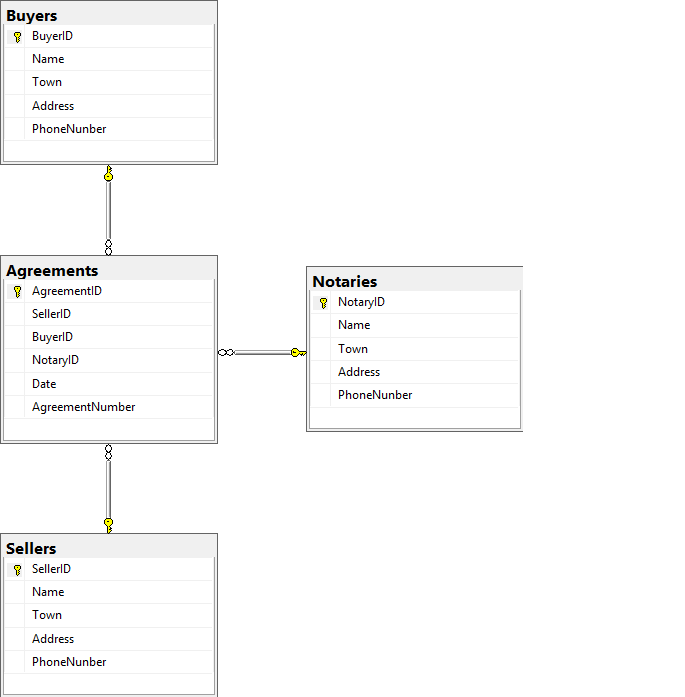 Buyers
BuyerID
Name
Town
Address
PhoneNunber
Agreements
AgreementID
SellerID
BuyerID
NotaryID
Date
AgreementNumber
Notaries
NotaryID
Name
Town
Address
PhoneNunber
Sellers
SellerID
Name
Town
Address
PhoneNunber